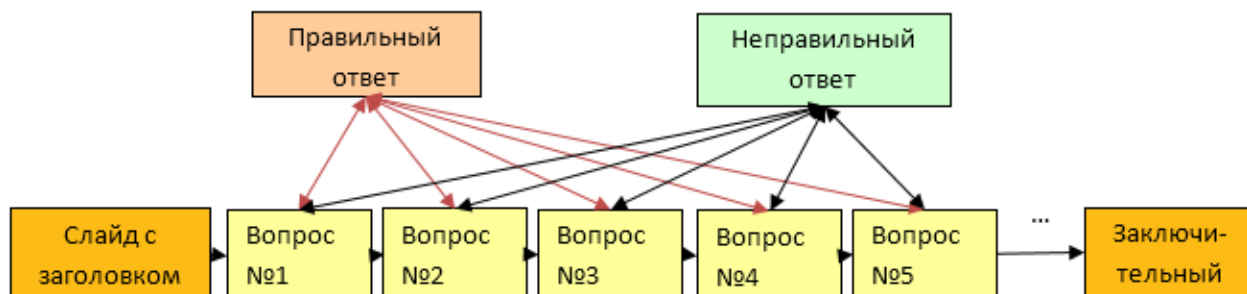 Правильный
ответ
Неправильный
ответ
Слайд с
заголовком
Вопрос
№1
Вопрос
№2
Вопрос
№3
Вопрос
№4
Вопрос
№5
...
Заключи-
тельный